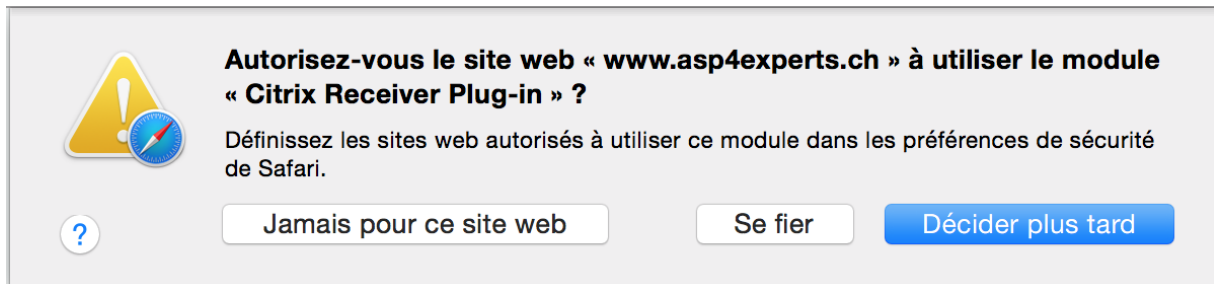 Autorisez-vous le site web « www.asp4experts.ch » à utiliser le module
« Citrix Receiver Plug-in » ?
Définissez les sites web autorisés à utiliser ce module dans les préférences de sécurité
de Safari.
?
Jamais pour ce site web
Se fier
Décider plus tard